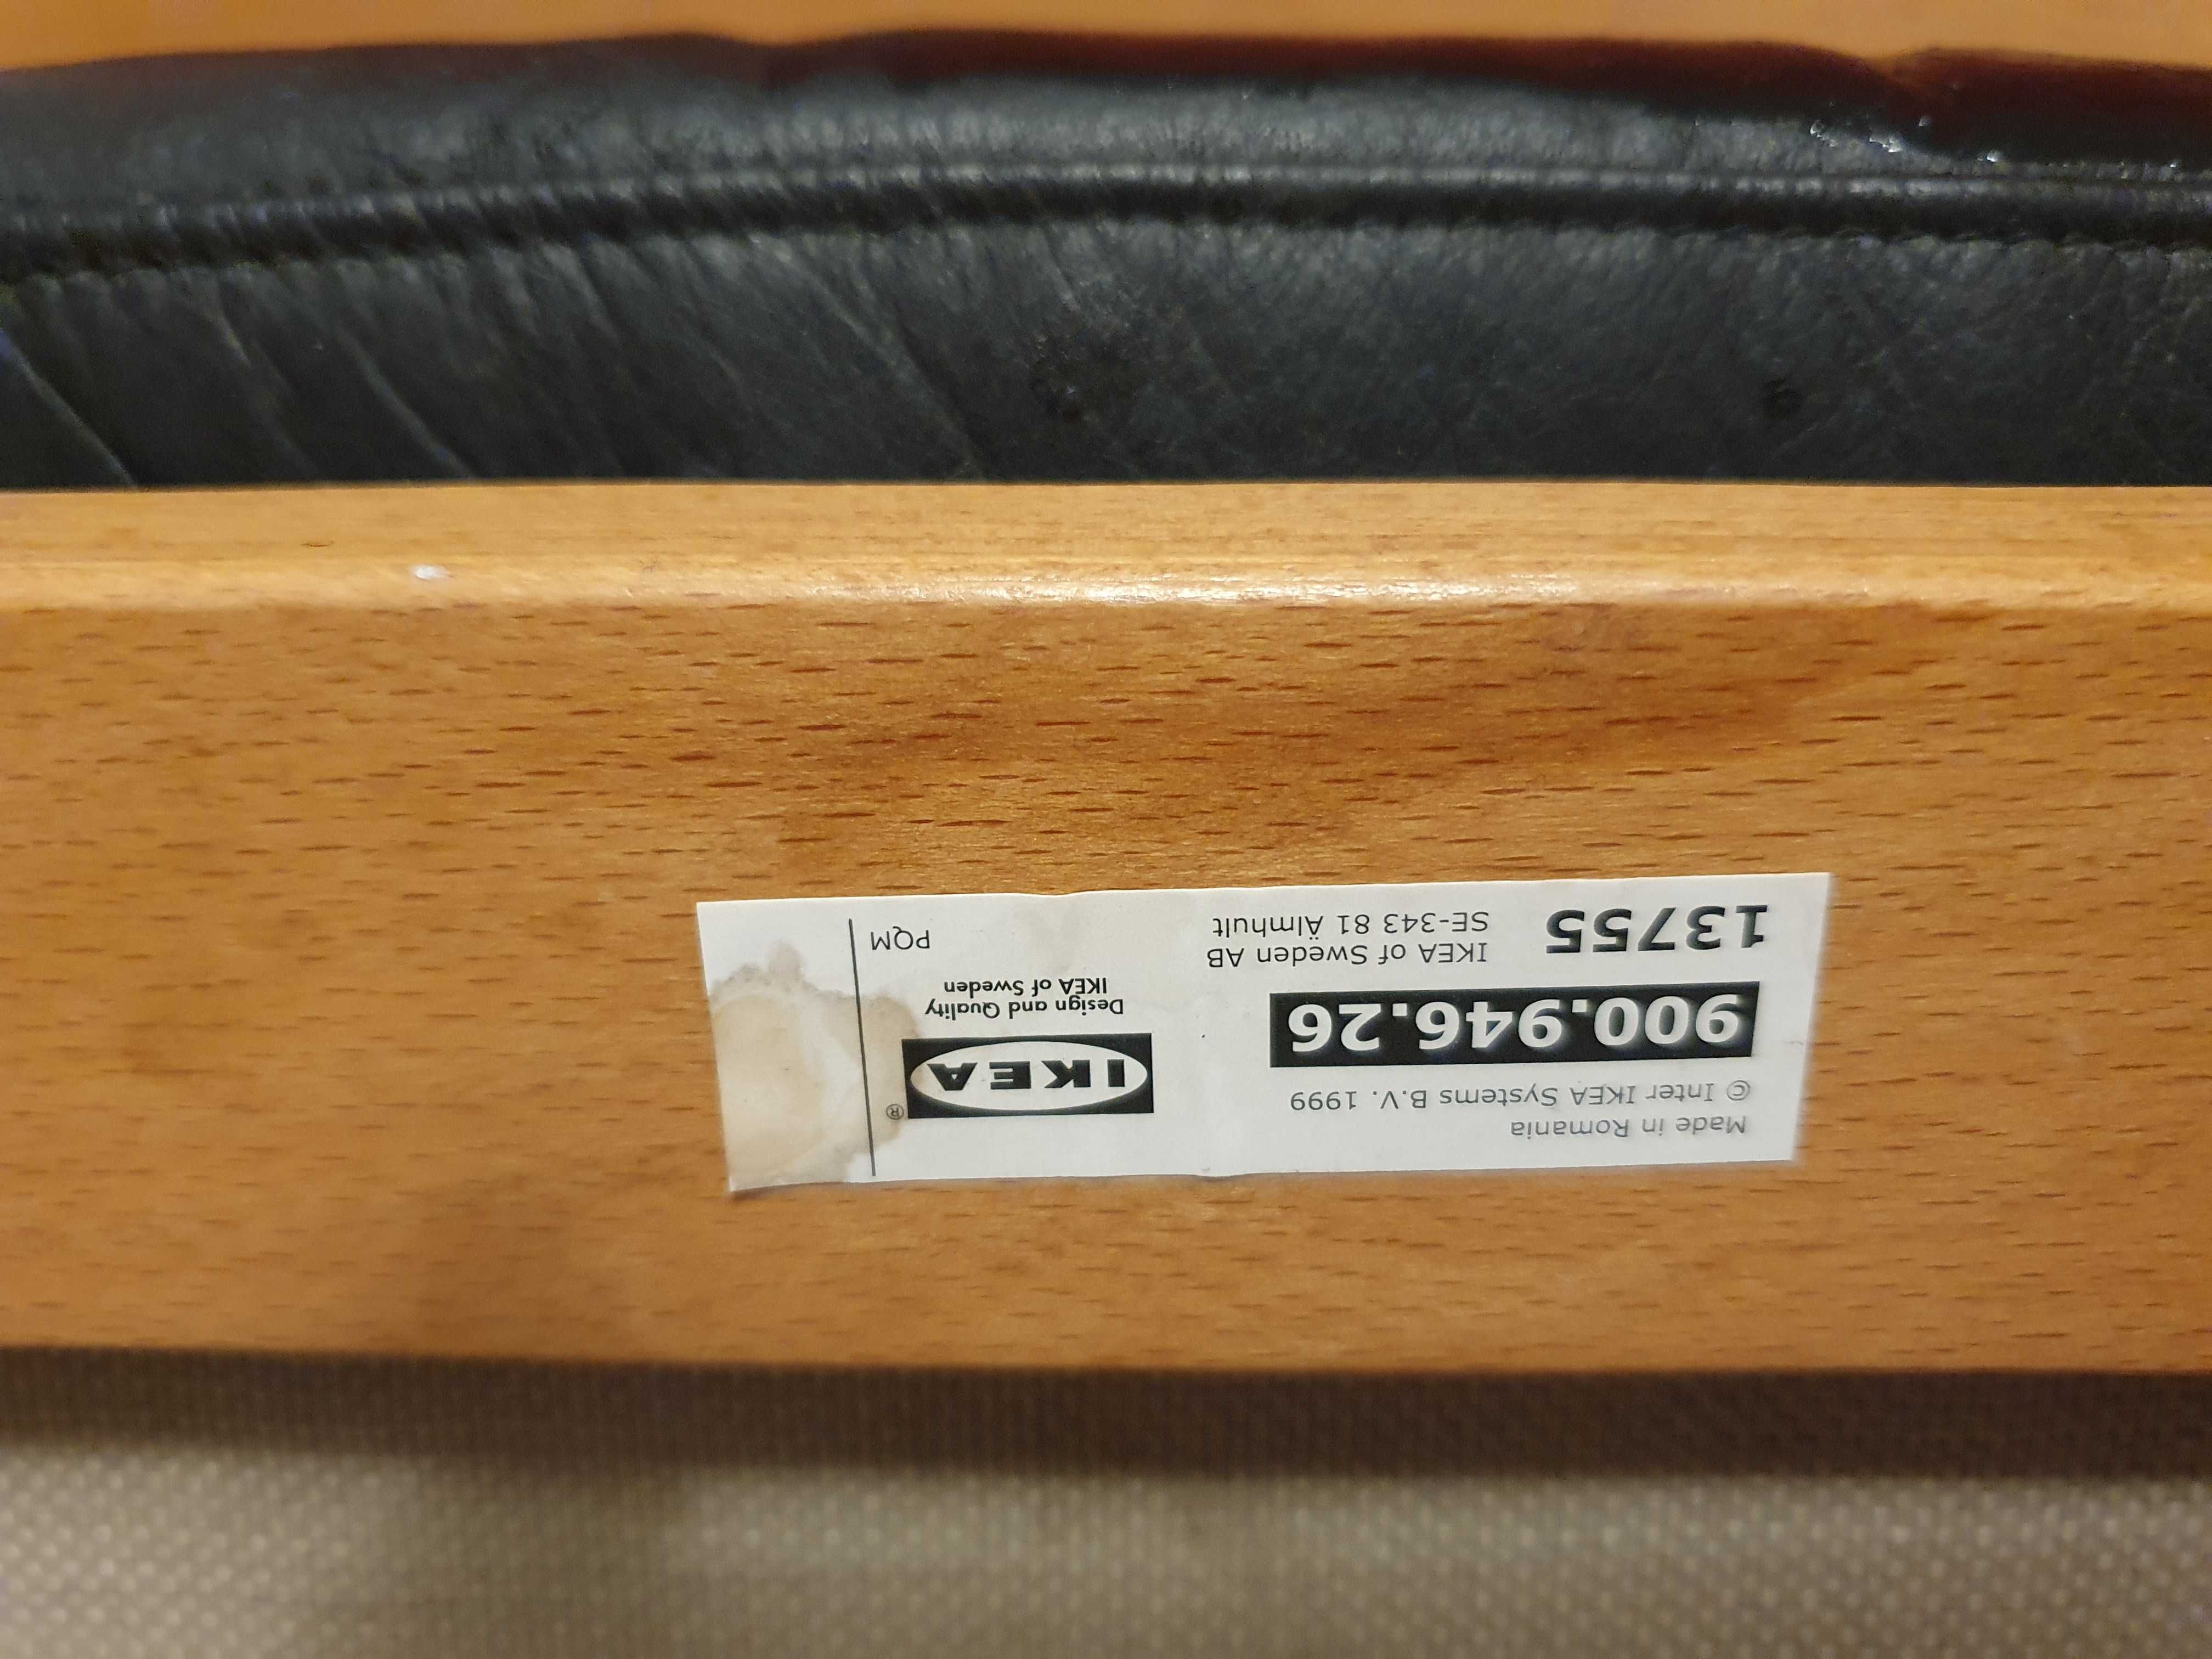 Made in Romania
© Inter IKEA Systems B.V. 1999
900.946.26
13755
IKEA of Sweden AB
SE-343 81 Älmhult
IKEA ®
Design and Quality
IKEA of Sweden
PQM